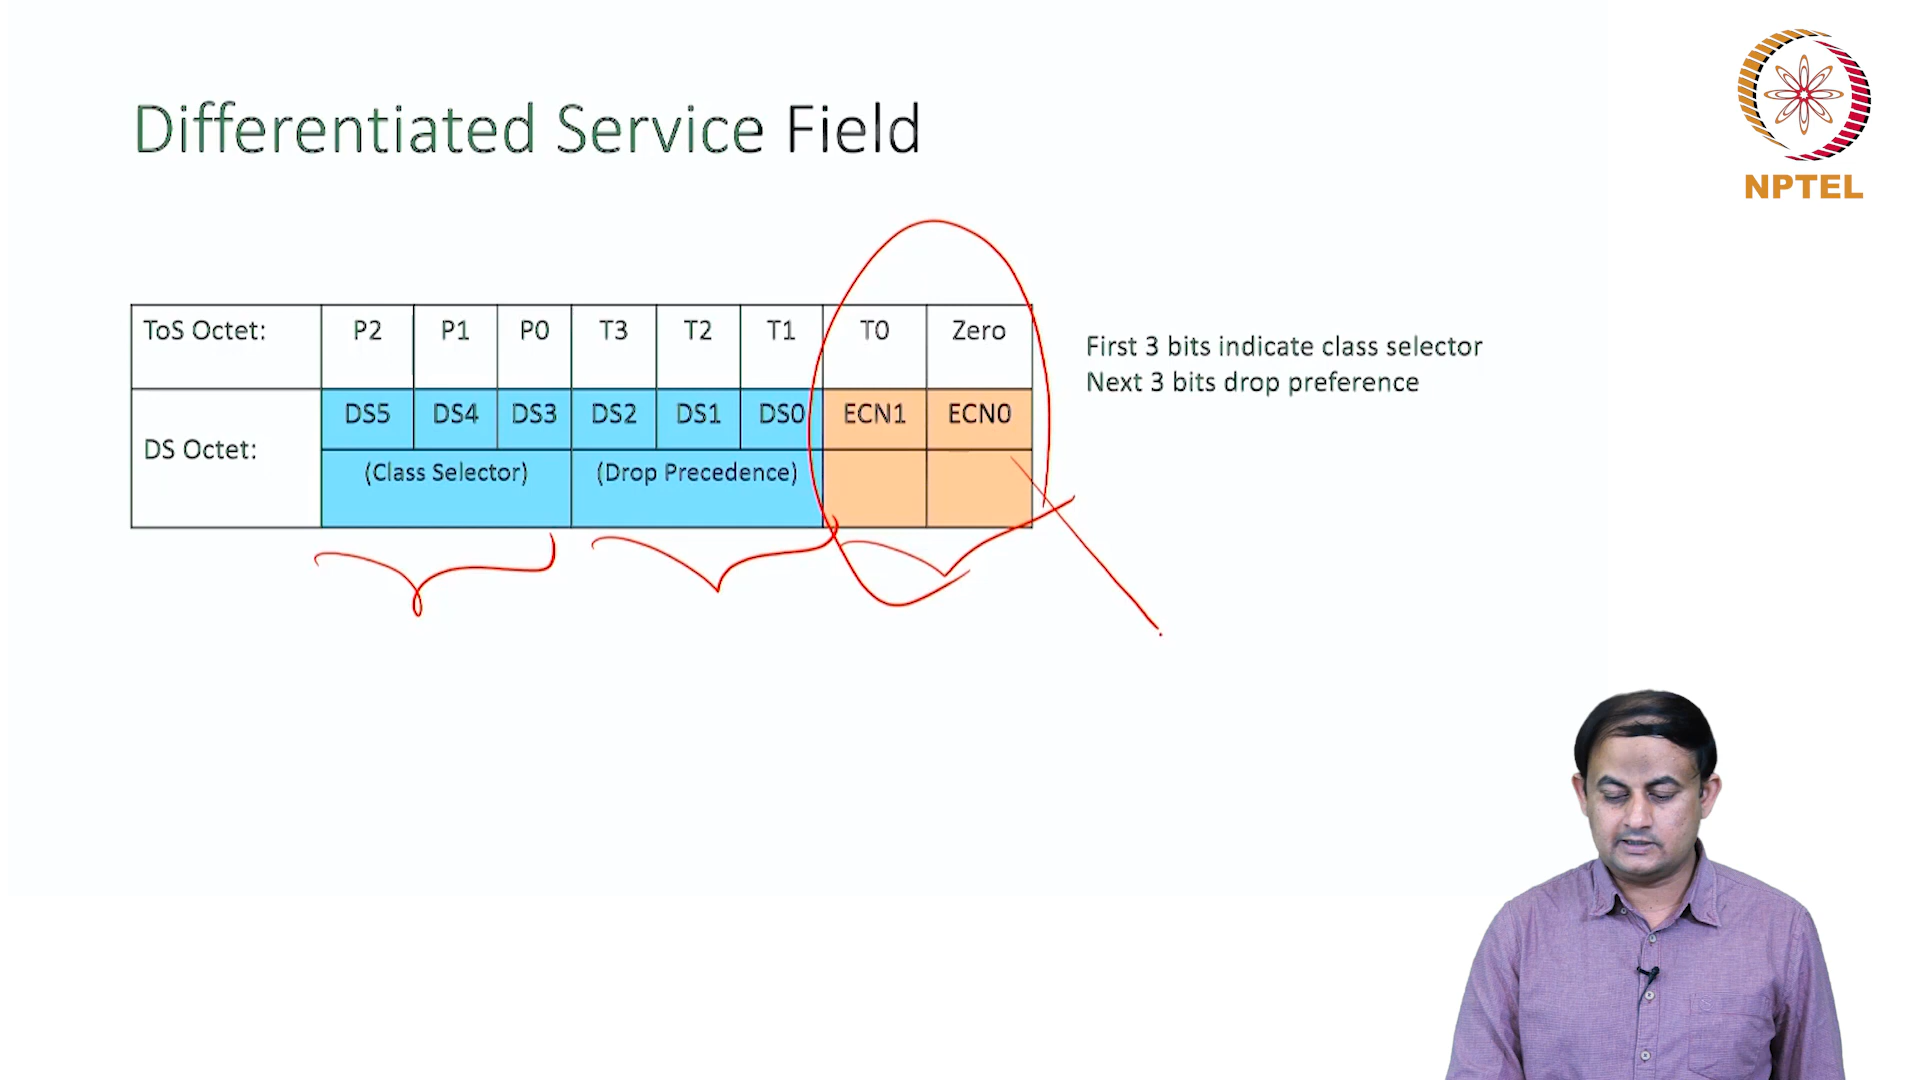 Differentiated Service Field
NPTEL
ToS Octet: P2 P1 P0 T3 T2 T1 T0 Zero
First 3 bits indicate class selector
Next 3 bits drop preference
DS Octet: DS5 DS4 DS3 DS2 DS1 DS0 ECN1 ECN0
(Class Selector) (Drop Precedence)